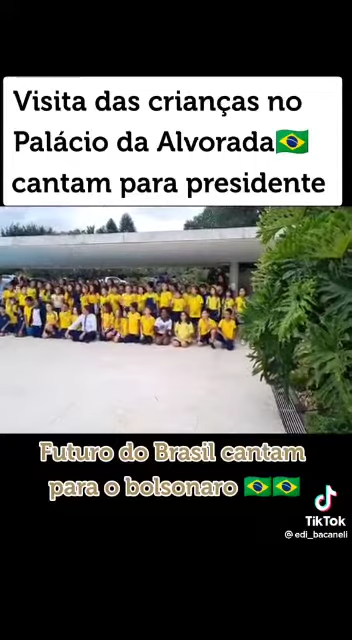 Visita das crianças no
Palácio da Alvorada🇧🇷
cantam para presidente
Futuro do Brasil cantam
para o bolsonaro 🇧🇷🇧🇷
TikTok
@edi_bacaneli